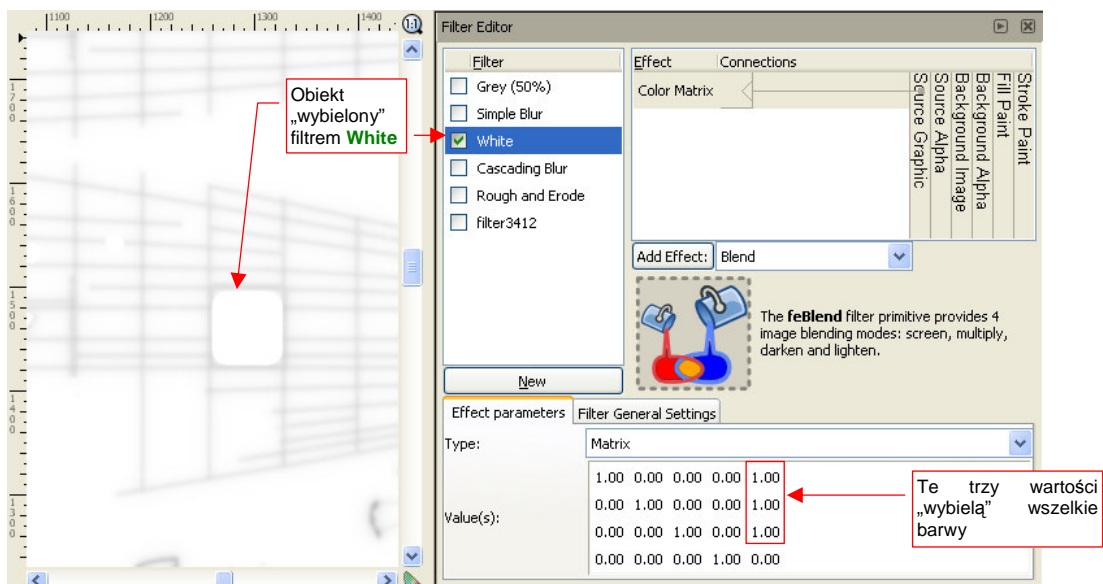 1100 1200 1300 1400
1:1
1700
1600
1500
1400
1300
Obiekt
„wybielony”
filtrem White
Filter Editor
Filter
Grey (50%)
Simple Blur
White
Cascading Blur
Rough and Erode
filter3412
New
Effect Connections
Color Matrix
Source Graphic
Source Alpha
Background Image
Background Alpha
Fill Paint
Stroke Paint
Add Effect: Blend
The feBlend filter primitive provides 4
image blending modes: screen, multiply,
darken and lighten.
Effect parameters Filter General Settings
Type: Matrix
Value(s):
1.00 0.00 0.00 0.00 1.00
0.00 1.00 0.00 0.00 1.00
0.00 0.00 1.00 0.00 1.00
0.00 0.00 0.00 1.00 0.00
Te trzy wartości
„wybielą” wszelkie
barwy